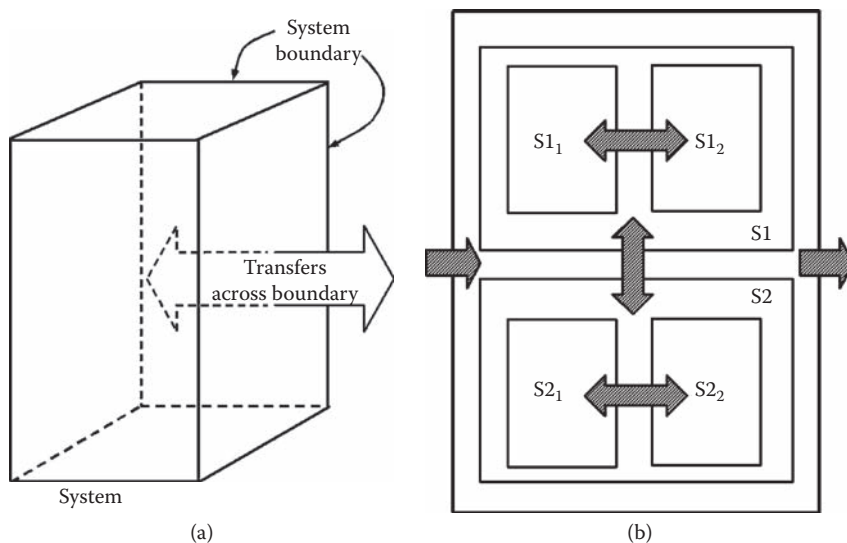 System
boundary
Transfers
across boundary
System
(a)
S1₁
S1₂
S1
S2
S2₁
S2₂
(b)